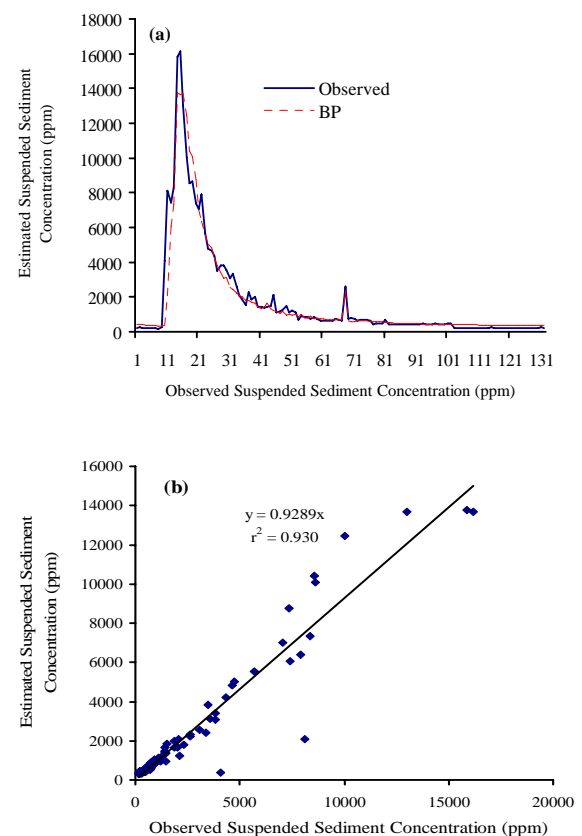 (a)
18000
16000
14000
12000
10000
8000
6000
4000
2000
0
Estimated Suspended Sediment
Concentration (ppm)
Observed
BP
1 11 21 31 41 51 61 71 81 91 101 111 121 131
Observed Suspended Sediment Concentration (ppm)
(b)
16000
14000
12000
10000
8000
6000
4000
2000
0
Estimated Suspended Sediment
Concentration (ppm)
y = 0.9289x
r² = 0.930
0 5000 10000 15000 20000
Observed Suspended Sediment Concentration (ppm)